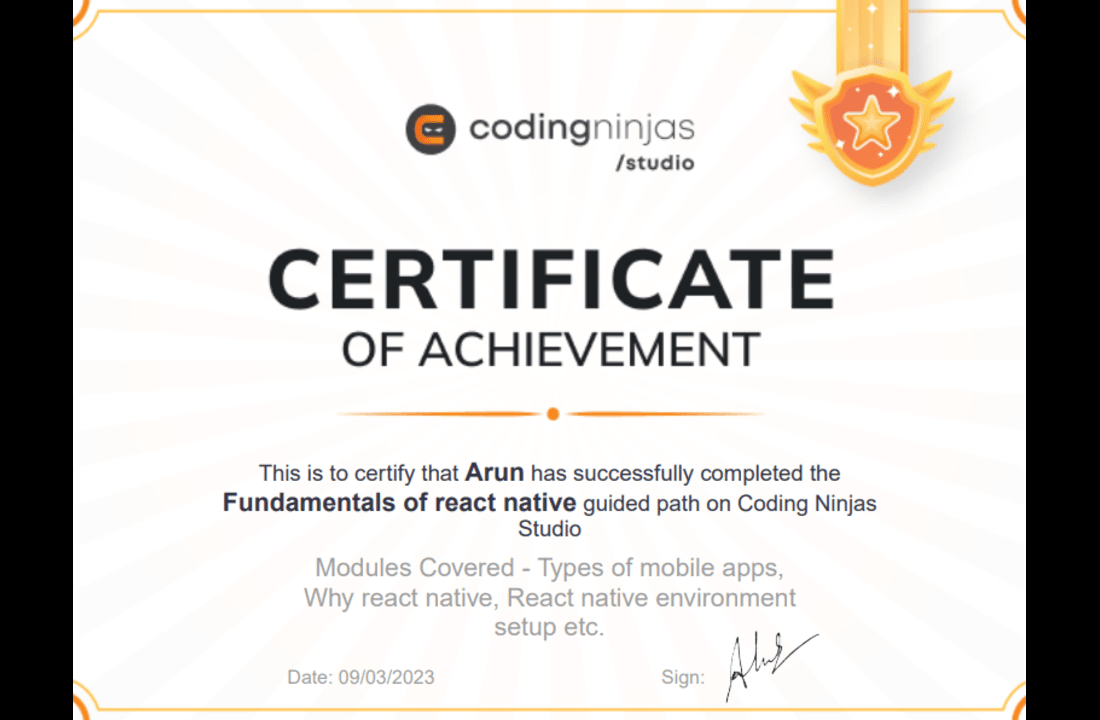 codingninjas
/studio
CERTIFICATE
OF ACHIEVEMENT
This is to certify that Arun has successfully completed the
Fundamentals of react native guided path on Coding Ninjas
Studio
Modules Covered - Types of mobile apps,
Why react native, React native environment
setup etc.
Date: 09/03/2023
Sign: